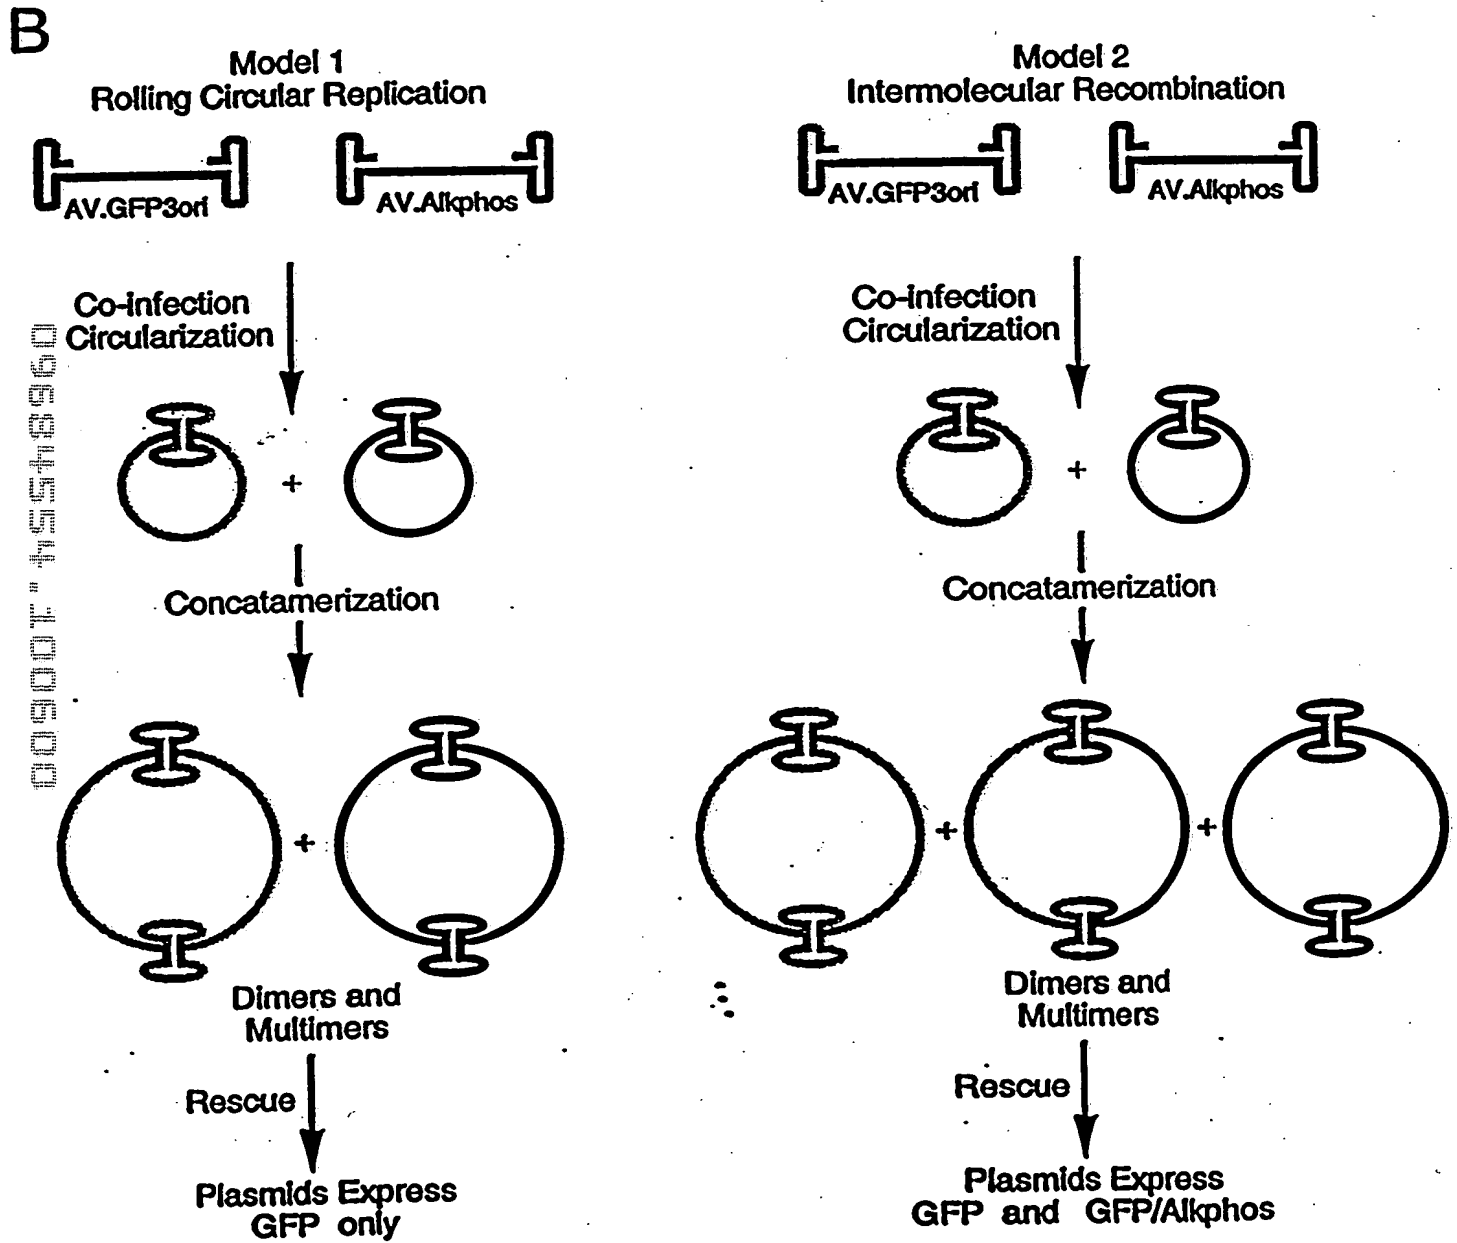 B
Model 1
Rolling Circular Replication
AV.GFP3ori
AV.Alkphos
Co-infection
Circularization
+
Concatamerization
+
Dimers and
Multimers
Rescue
Plasmids Express
GFP only
Model 2
Intermolecular Recombination
AV.GFP3ori
AV.Alkphos
Co-infection
Circularization
+
Concatamerization
+
+
Dimers and
Multimers
Rescue
Plasmids Express
GFP and GFP/Alkphos
09684554.100600